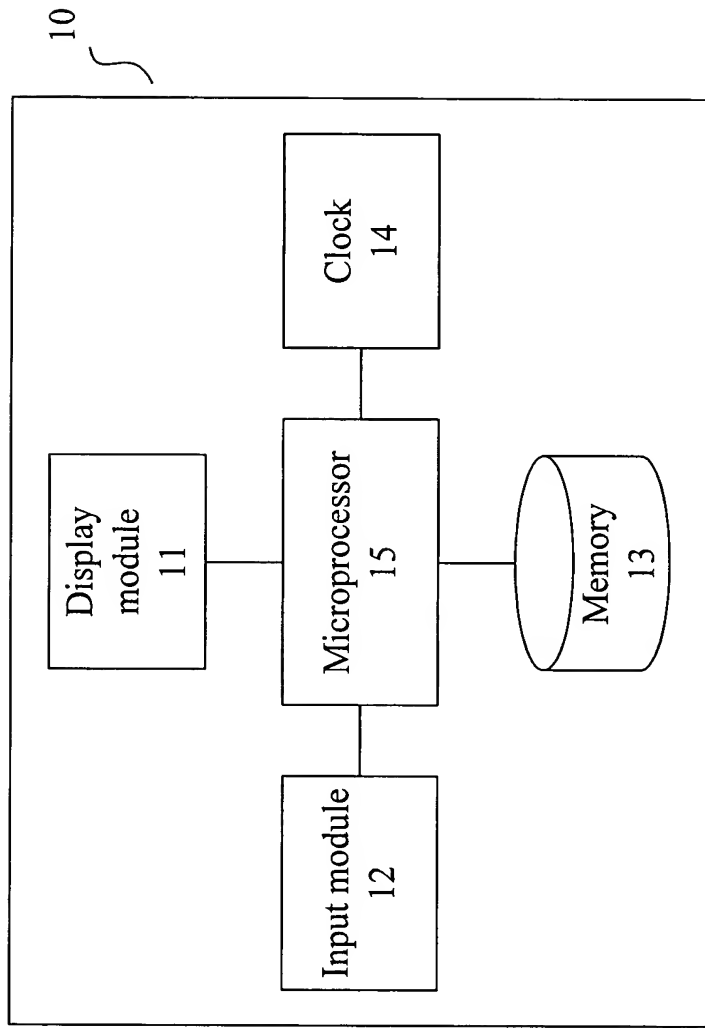 10
Display
module
11
Input module
12
Microprocessor
15
Clock
14
Memory
13